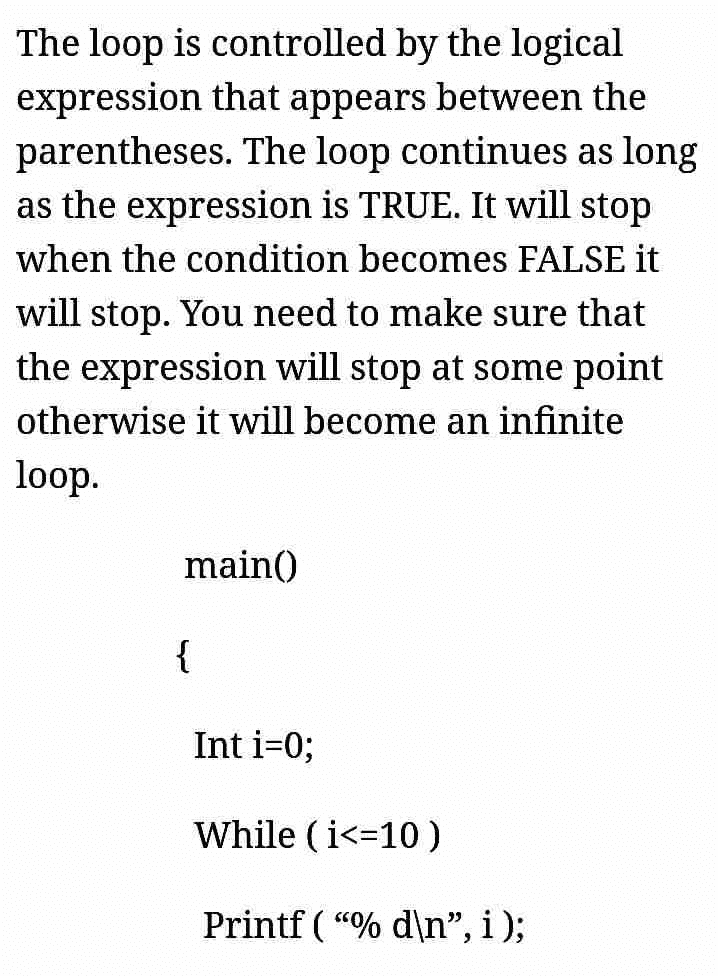 The loop is controlled by the logical
expression that appears between the
parentheses. The loop continues as long
as the expression is TRUE. It will stop
when the condition becomes FALSE it
will stop. You need to make sure that
the expression will stop at some point
otherwise it will become an infinite
loop.
main()
{
Int i=0;
While ( i<=10 )
Printf ( “% d\n”, i );